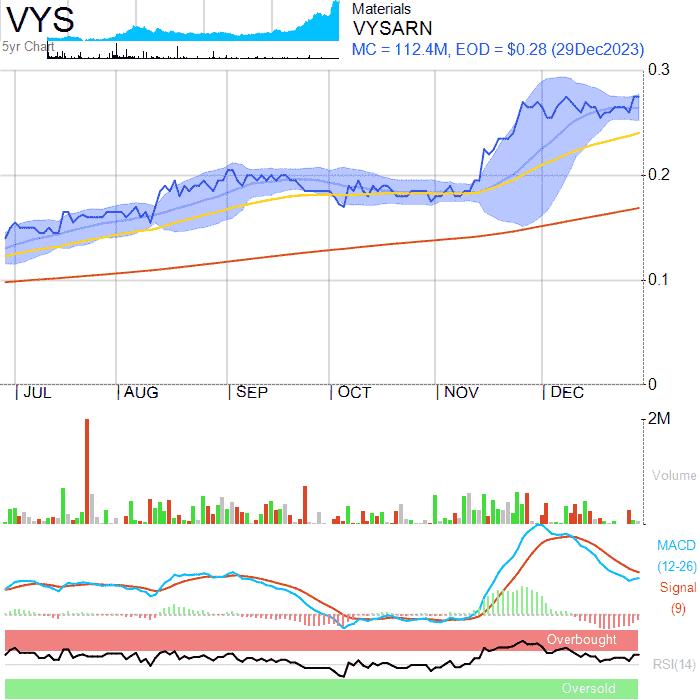 VYS
5yr Chart
Materials
VYSARN
MC = 112.4M, EOD = $0.28 (29Dec2023)
0.3
0.2
0.1
0
JUL AUG SEP OCT NOV DEC
2M
Volume
MACD
(12-26)
Signal
(9)
Overbought
RSI(14)
Oversold